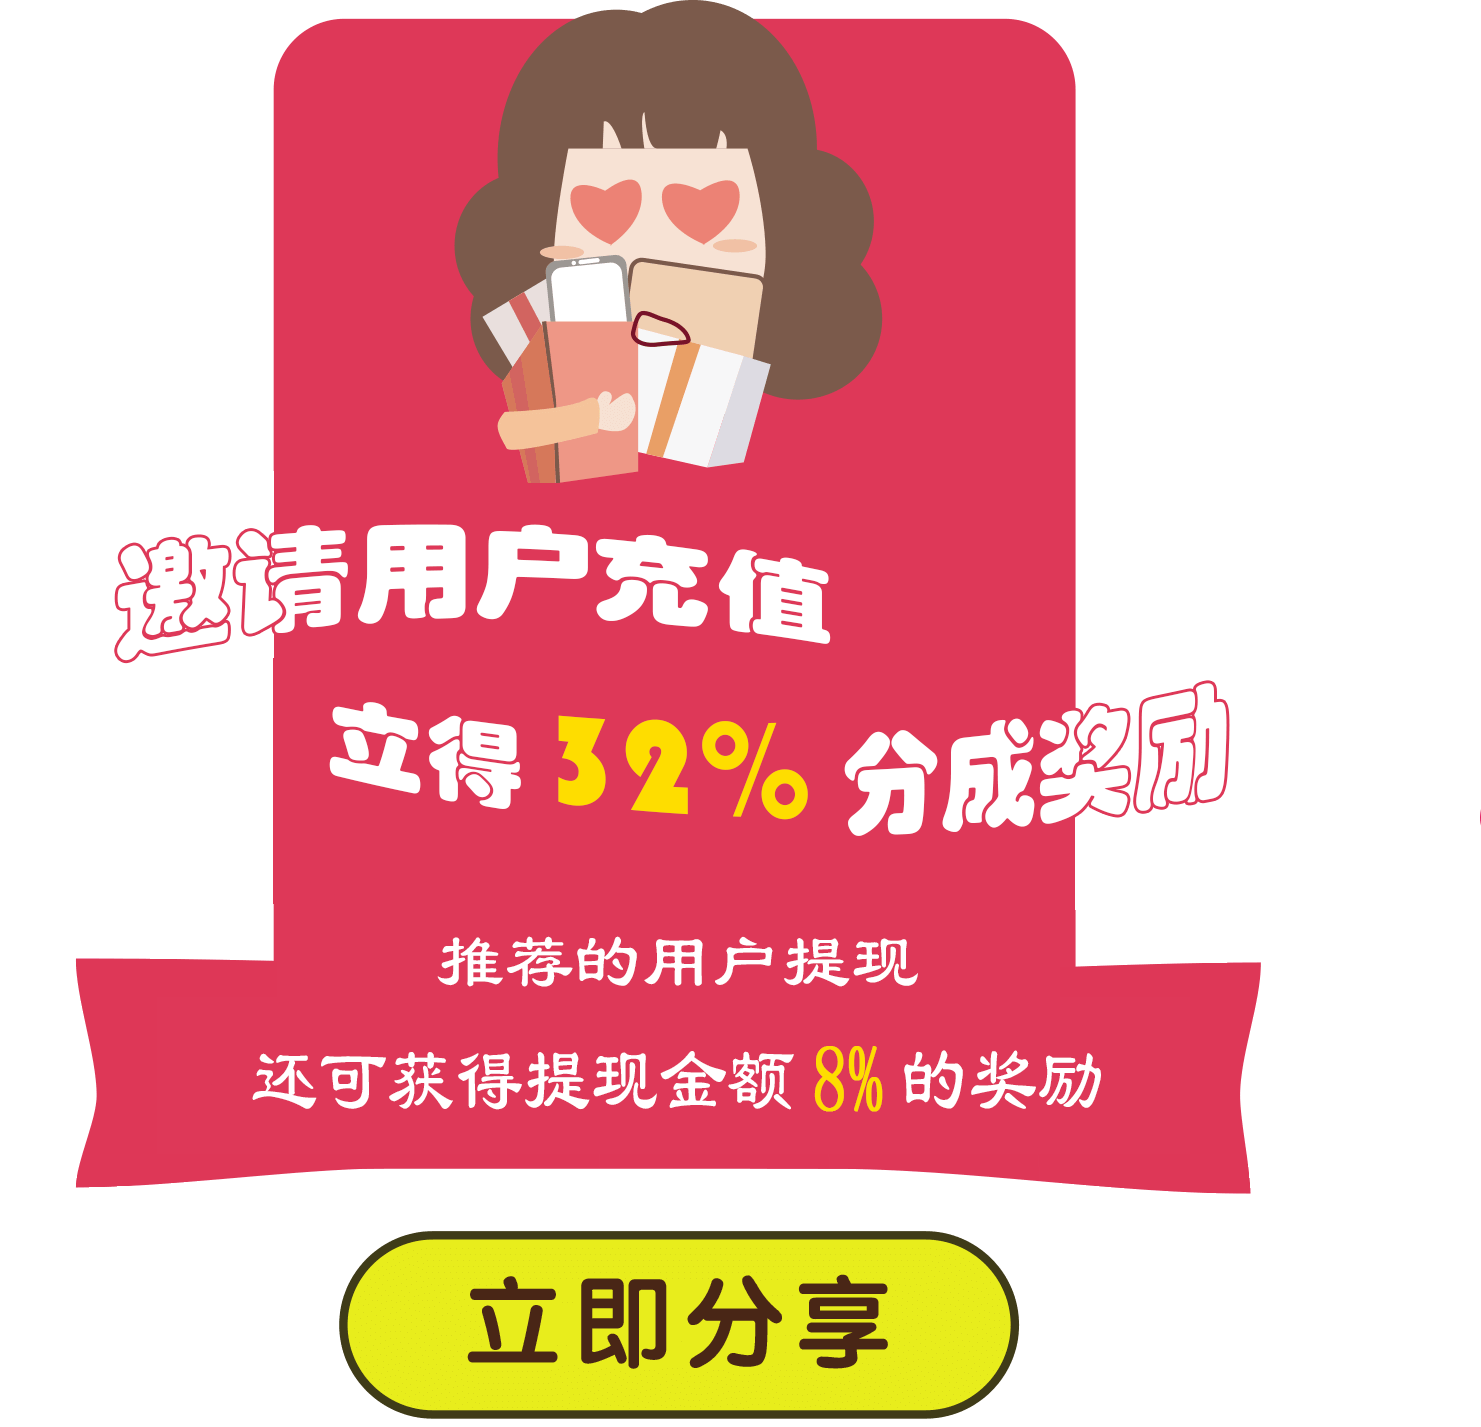 邀请用户充值
立得 32% 分成奖励
推荐的用户提现
还可获得提现金额 8% 的奖励
立即分享